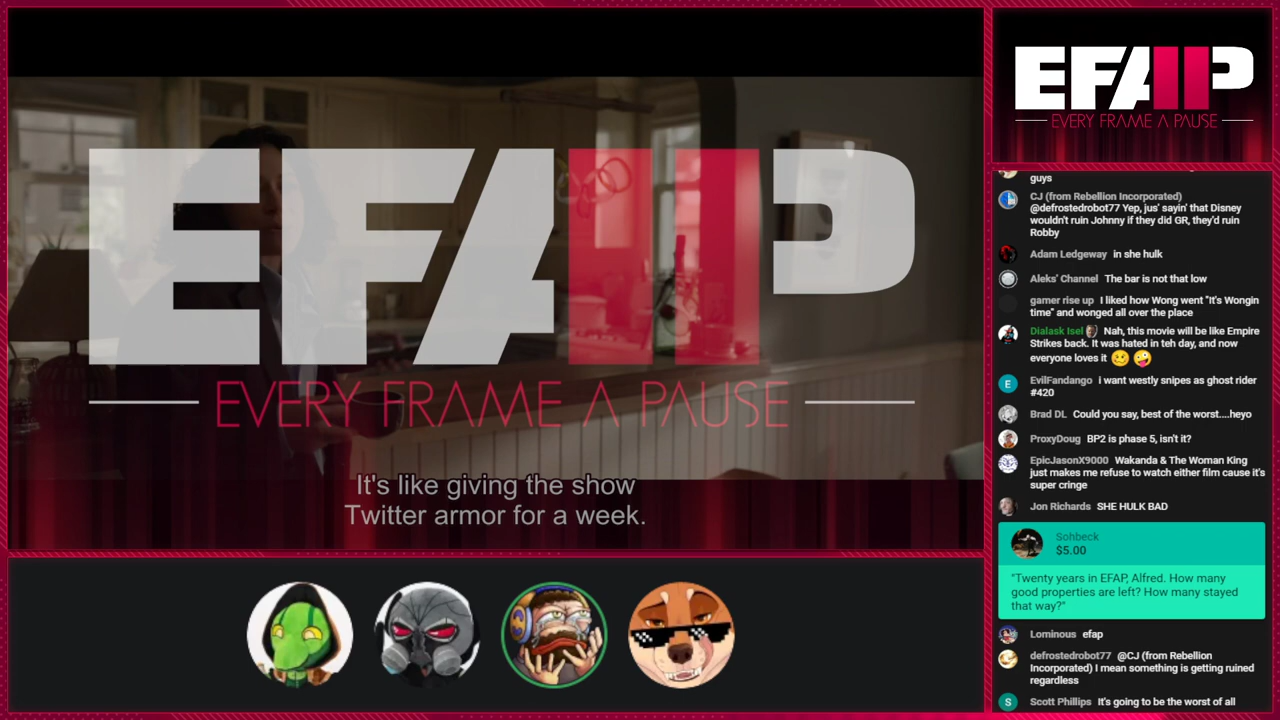 EFAP
EVERY FRAME A PAUSE
It's like giving the show
Twitter armor for a week.
EFAP
EVERY FRAME A PAUSE
guys
CJ (from Rebellion Incorporated)
@defrostedrobot77 Yep, jus' sayin' that Disney
wouldn't ruin Johnny if they did GR, they'd ruin
Robby
Adam Ledgeway in she hulk
Aleks' Channel The bar is not that low
gamer rise up I liked how Wong went "It's Wongin
time" and wonged all over the place
Dialask Isel Nah, this movie will be like Empire
Strikes back. It was hated in teh day, and now
everyone loves it
E
EvilFandango i want westly snipes as ghost rider
#420
Brad DL Could you say, best of the worst....heyo
ProxyDoug BP2 is phase 5, isn't it?
EpicJasonX9000 Wakanda & The Woman King
just makes me refuse to watch either film cause it's
super cringe
Jon Richards SHE HULK BAD
Sohbeck
$5.00
"Twenty years in EFAP, Alfred. How many
good properties are left? How many stayed
that way?"
Lominous efap
defrostedrobot77 @CJ (from Rebellion
Incorporated) I mean something is getting ruined
regardless
S
Scott Phillips It's going to be the worst of all